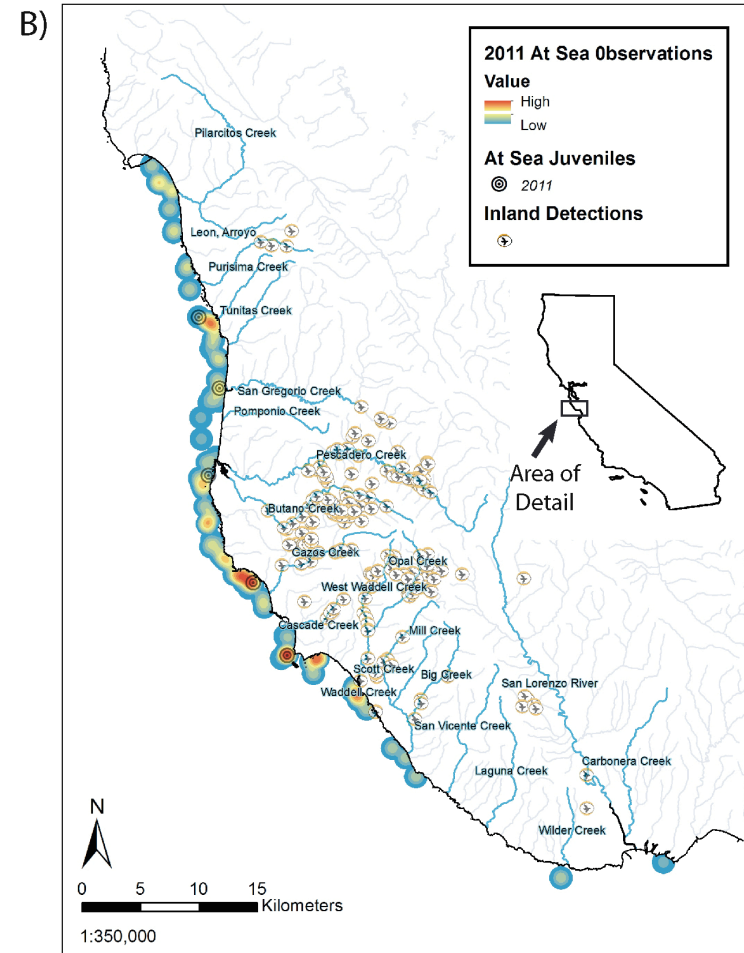 B)
2011 At Sea 0bservations
Value
High
Low
At Sea Juveniles
2011
Inland Detections
Pilarcitos Creek
Leon, Arroyo
Purisima Creek
Tunitas Creek
San Gregorio Creek
Pomponio Creek
Pescadero Creek
Area of
Detail
Butano Creek
Gazos Creek
Opal Creek
West Waddell Creek
Cascade Creek
Mill Creek
Scott Creek
Big Creek
San Lorenzo River
Waddell Creek
San Vicente Creek
Carbonera Creek
Laguna Creek
Wilder Creek
N
0 5 10 15
Kilometers
1:350,000